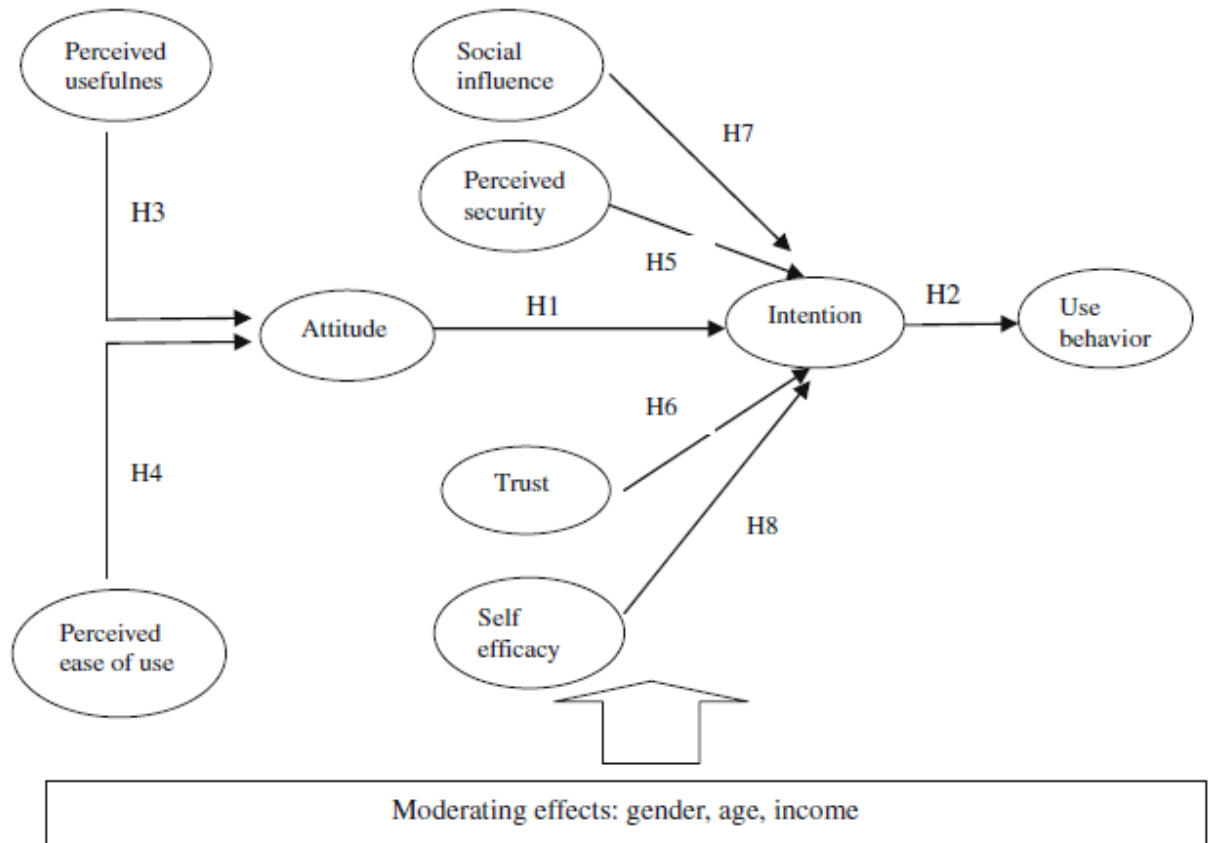 Perceived
usefulnes
Social
influence
H7
Perceived
security
H3
H5
H1
H2
Attitude
Intention
Use
behavior
H6
H4
Trust
H8
Self
efficacy
Perceived
ease of use
Moderating effects: gender, age, income